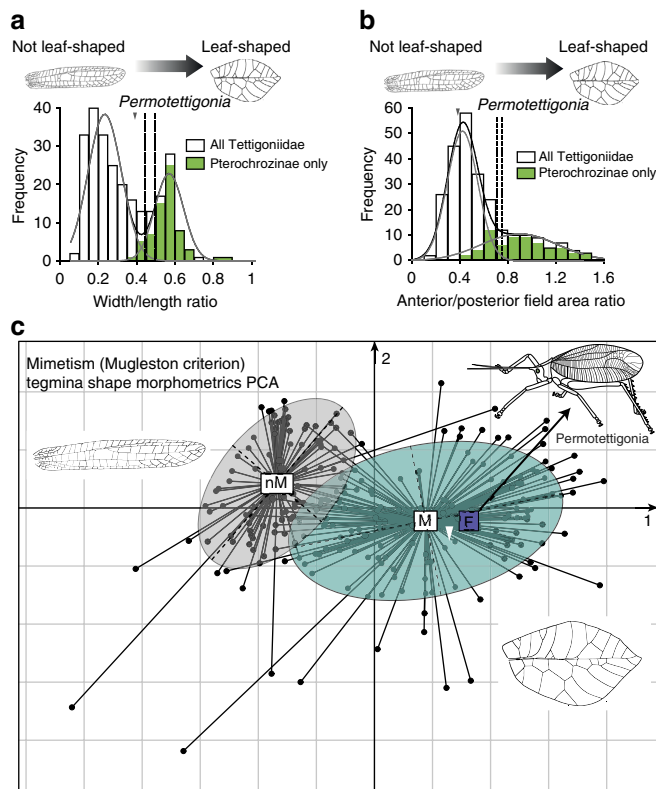 a
Not leaf-shaped
Leaf-shaped
Permotettigonia
40
30
20
10
0
Frequency
All Tettigoniidae
Pterochrozinae only
0
0.2
0.4
0.6
0.8
1
Width/length ratio
b
Not leaf-shaped
Leaf-shaped
Permotettigonia
60
50
40
30
20
10
0
Frequency
All Tettigoniidae
Pterochrozinae only
0
0.4
0.8
1.2
1.6
Anterior/posterior field area ratio
c
Mimetism (Mugleston criterion)
tegmina shape morphometrics PCA
2
Permotettigonia
nM
M
F
1